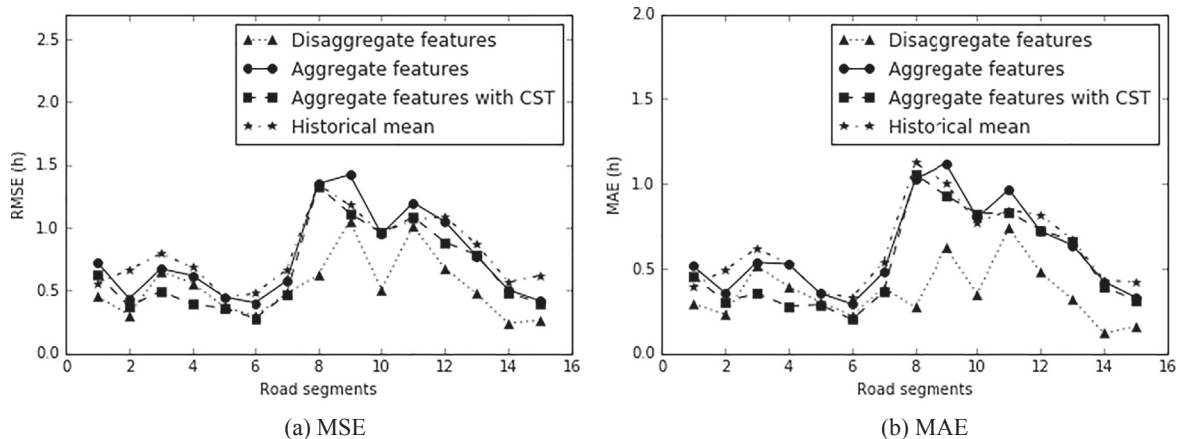 2.5
2.0
1.5
1.0
0.5
0.0
RMSE (h)
Disaggregate features
Aggregate features
Aggregate features with CST
Historical mean
0 2 4 6 8 10 12 14 16
Road segments
(a) MSE
2.0
1.5
1.0
0.5
0.0
MAE (h)
Disaggregate features
Aggregate features
Aggregate features with CST
Historical mean
0 2 4 6 8 10 12 14 16
Road segments
(b) MAE